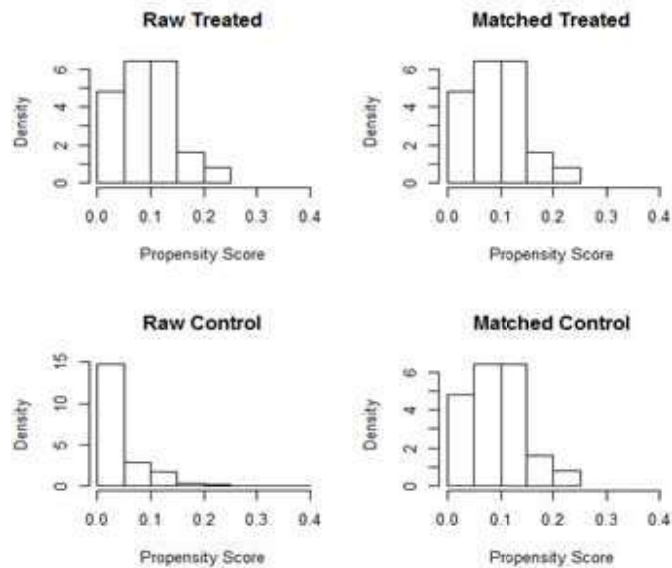 Raw Treated
Density
0 2 4 6
0.0 0.1 0.2 0.3 0.4
Propensity Score
Matched Treated
Density
0 2 4 6
0.0 0.1 0.2 0.3 0.4
Propensity Score
Raw Control
Density
0 5 10 15
0.0 0.1 0.2 0.3 0.4
Propensity Score
Matched Control
Density
0 2 4 6
0.0 0.1 0.2 0.3 0.4
Propensity Score